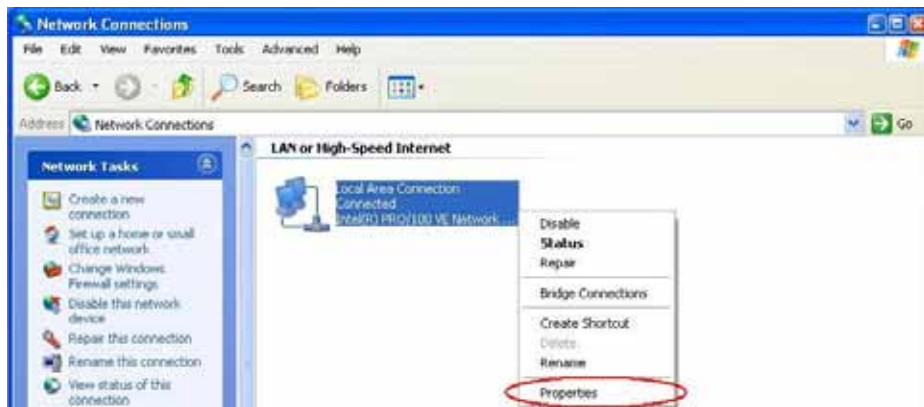 Network Connections
File Edit View Favorites Tools Advanced Help
Back Search Folders
Address Network Connections Go
Network Tasks
Create a new
connection
Set up a home or small
office network
Change Windows
Firewall settings
Disable this network
device
Repair this connection
Rename this connection
View status of this
connection
LAN or High-Speed Internet
Local Area Connection
Connected
Intel(R) PRO/100 VE Network ...
Disable
Status
Repair
Bridge Connections
Create Shortcut
Delete
Rename
Properties